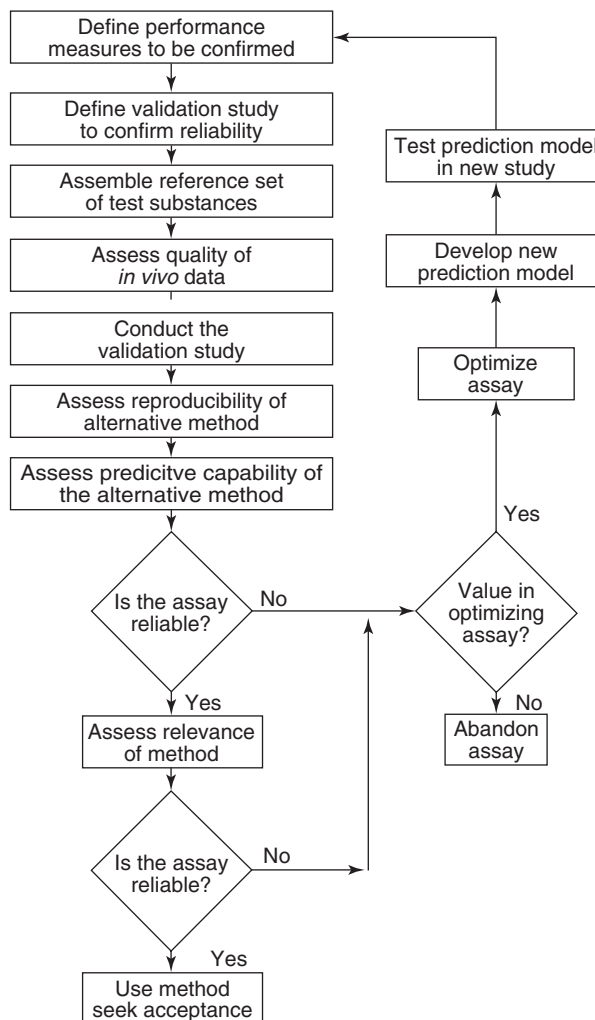 Define performance
measures to be confirmed
Define validation study
to confirm reliability
Assemble reference set
of test substances
Assess quality of
in vivo data
Conduct the
validation study
Assess reproducibility of
alternative method
Assess predicitve capability of
the alternative method
Is the assay
reliable?
No
Yes
Assess relevance
of method
Is the assay
reliable?
No
Yes
Use method
seek acceptance
Test prediction model
in new study
Develop new
prediction model
Optimize
assay
Yes
Value in
optimizing
assay?
No
Abandon
assay